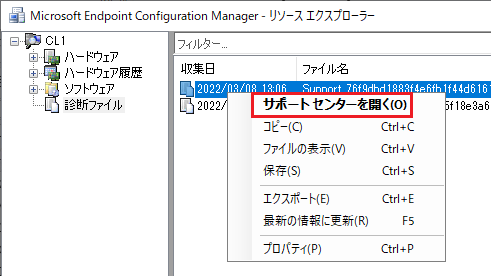 Microsoft Endpoint Configuration Manager - リソース エクスプローラー
CL1
ハードウェア
ハードウェア履歴
ソフトウェア
診断ファイル
フィルター...
収集日 ファイル名
2022/03/08 13:06 Support_76f9dbd1883f4e6fb1f44d616
2022/ 5f18e3a6
サポート センターを開く(O)
コピー(C) Ctrl+C
ファイルの表示(V) Ctrl+V
保存(S) Ctrl+S
エクスポート(E) Ctrl+E
最新の情報に更新(R) F5
プロパティ(P) Ctrl+P